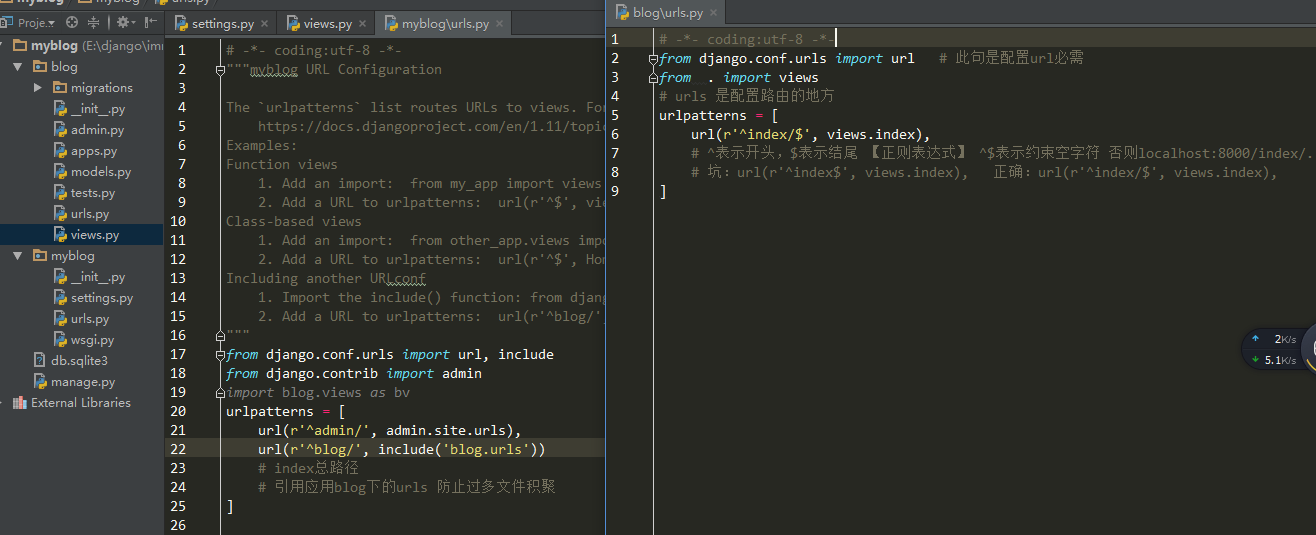 myblog
urls.py
Proje.
myblog (E:\django\im
blog
migrations
__init__.py
admin.py
apps.py
models.py
tests.py
urls.py
views.py
myblog
__init__.py
settings.py
urls.py
wsgi.py
db.sqlite3
manage.py
External Libraries
settings.py
views.py
myblog\urls.py
1 # -*- coding:utf-8 -*-
2 """myblog URL Configuration
3
4 The `urlpatterns` list routes URLs to views. For
5 https://docs.djangoproject.com/en/1.11/topic
6 Examples:
7 Function views
8 1. Add an import:  from my_app import views
9 2. Add a URL to urlpatterns:  url(r'^$', vie
10 Class-based views
11 1. Add an import:  from other_app.views impo
12 2. Add a URL to urlpatterns:  url(r'^$', Hom
13 Including another URLconf
14 1. Import the include() function: from djang
15 2. Add a URL to urlpatterns:  url(r'^blog/'
16 """
17 from django.conf.urls import url, include
18 from django.contrib import admin
19 import blog.views as bv
20 urlpatterns = [
21 url(r'^admin/', admin.site.urls),
22 url(r'^blog/', include('blog.urls'))
23 # index总路径
24 # 引用应用blog下的urls 防止过多文件积聚
25 ]
26
blog\urls.py
1 # -*- coding:utf-8 -*-
2 from django.conf.urls import url   # 此句是配置url必需
3 from  . import views
4 # urls 是配置路由的地方
5 urlpatterns = [
6 url(r'^index/$', views.index),
7 # ^表示开头，$表示结尾 【正则表达式】 ^$表示约束空字符 否则localhost:8000/index/.
8 # 坑：url(r'^index$', views.index),   正确：url(r'^index/$', views.index),
9 ]
2K/s
5.1K/s